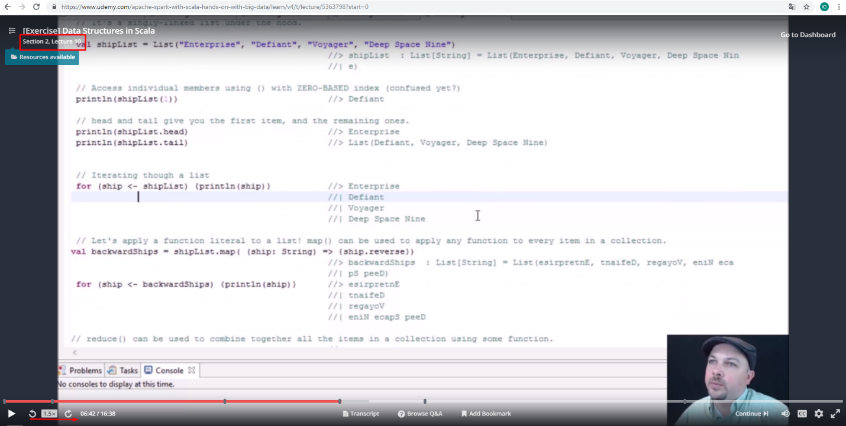 https://www.udemy.com/apache-spark-with-scala-hands-on-with-big-data/learn/v4/t/lecture/5363798?start=0
// It's a singly-linked list under the hood.
[Exercise] Data Structures in Scala
Go to Dashboard
Section 2, Lecture 10
Resources available
val shipList = List("Enterprise", "Defiant", "Voyager", "Deep Space Nine")
//> shipList : List[String] = List(Enterprise, Defiant, Voyager, Deep Space Nin
//| e)
// Access individual members using () with ZERO-BASED index (confused yet?)
println(shipList(1)) //> Defiant
// head and tail give you the first item, and the remaining ones.
println(shipList.head) //> Enterprise
println(shipList.tail) //> List(Defiant, Voyager, Deep Space Nine)
// Iterating though a list
for (ship <- shipList) {println(ship)} //> Enterprise
//| Defiant
//| Voyager
//| Deep Space Nine
// Let's apply a function literal to a list! map() can be used to apply any function to every item in a collection.
val backwardShips = shipList.map( (ship: String) => {ship.reverse})
//> backwardShips : List[String] = List(esirpretnE, tnaifeD, regayoV, eniN eca
//| pS peeD)
for (ship <- backwardShips) {println(ship)} //> esirpretnE
//| tnaifeD
//| regayoV
//| eniN ecapS peeD
// reduce() can be used to combine together all the items in a collection using some function.
Problems Tasks Console
No consoles to display at this time.
1.5x 06:42 / 16:38 Transcript Browse Q&A Add Bookmark Continue